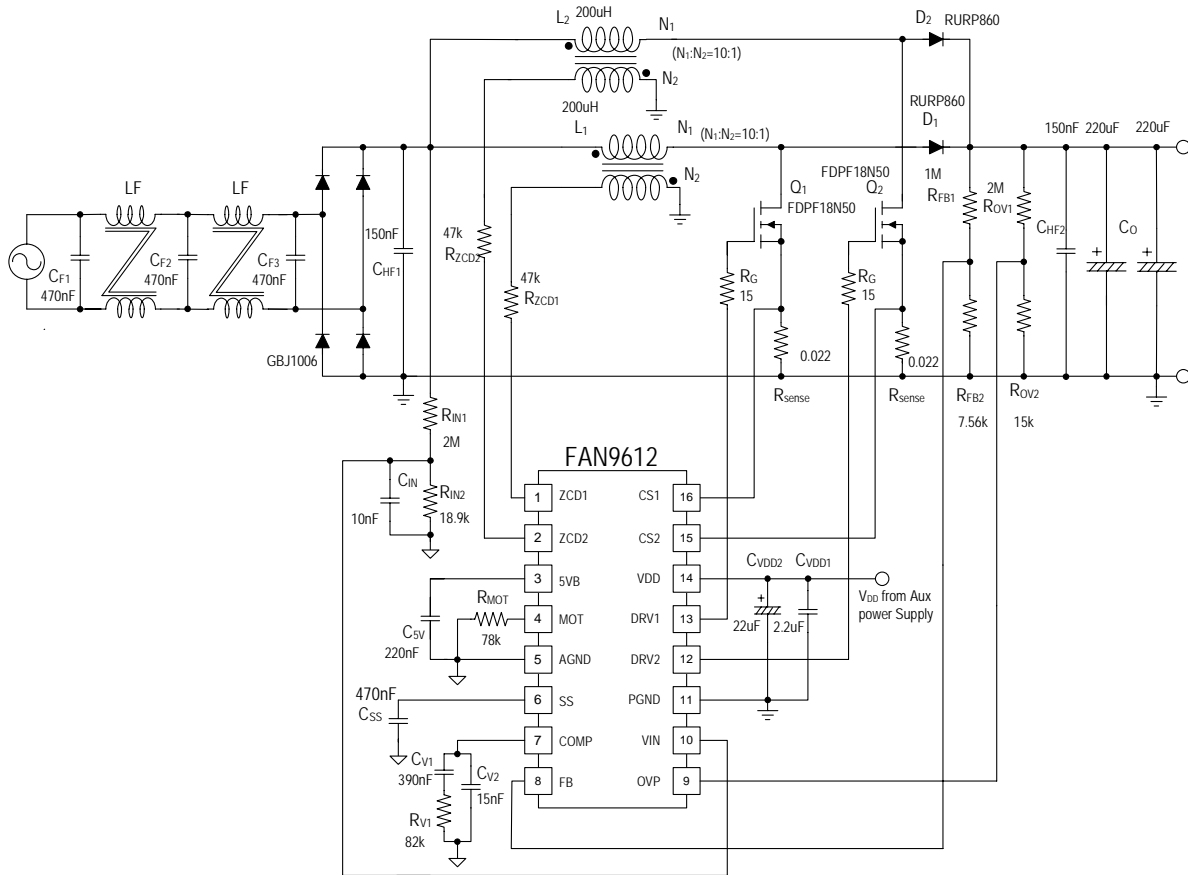 L2 200uH
N1
(N1:N2=10:1)
N2
D2 RURP860
200uH
L1
N1 (N1:N2=10:1)
N2
RURP860
D1
150nF 220uF 220uF
LF LF
CF1
470nF
CF2
470nF
CF3
470nF
GBJ1006
150nF
CHF1
47k
RZCD2
47k
RZCD1
Q1
FDPF18N50
FDPF18N50
Q2
RG
15
RG
15
0.022
Rsense
0.022
Rsense
1M
RFB1
2M
ROV1
CHF2
CO
+
+
RFB2
7.56k
ROV2
15k
RIN1
2M
CIN
10nF
RIN2
18.9k
FAN9612
1 ZCD1 CS1 16
2 ZCD2 CS2 15
3 5VB VDD 14
4 MOT DRV1 13
5 AGND DRV2 12
6 SS PGND 11
7 COMP VIN 10
8 FB OVP 9
C5V
220nF
RMOT
78k
470nF
CSS
CV1
390nF
CV2
15nF
RV1
82k
CVDD2 CVDD1
+
22uF 2.2uF
VDD from Aux
power Supply